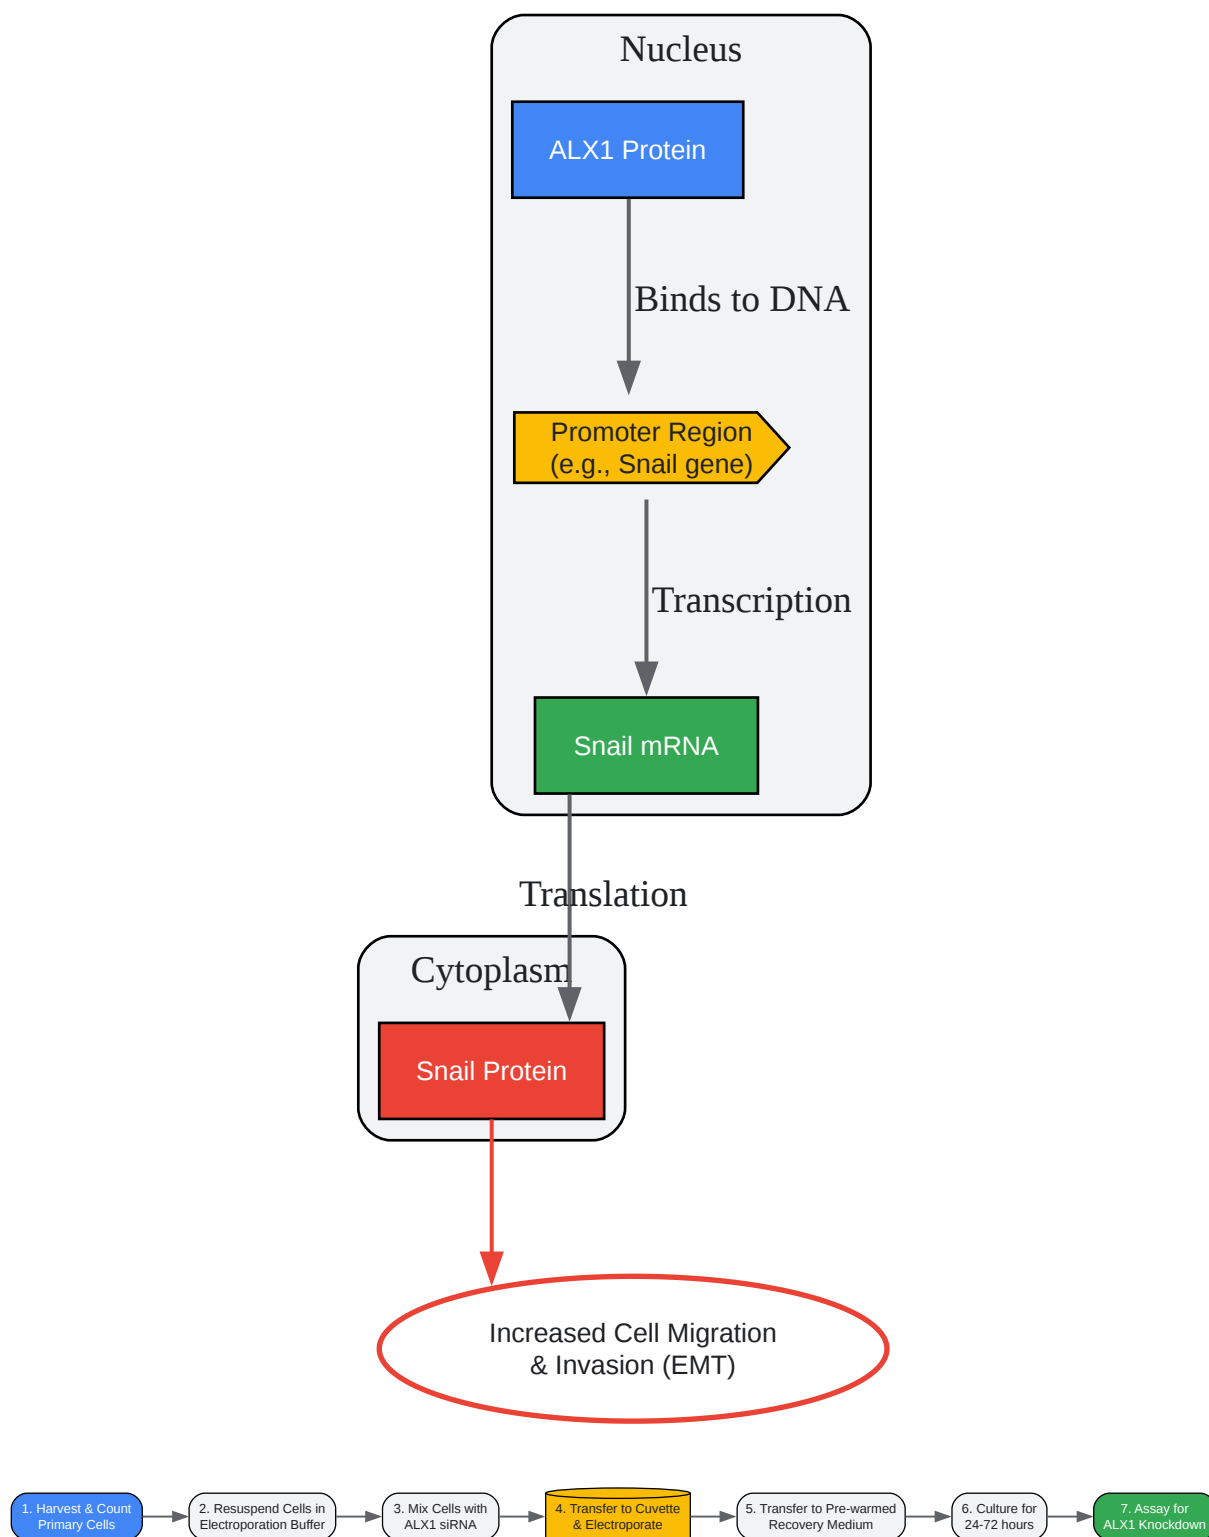 Nucleus
ALX1 Protein
Binds to DNA
Promoter Region
(e.g., Snail gene)
Transcription
Snail mRNA
Translation
Cytoplasm
Snail Protein
Increased Cell Migration
& Invasion (EMT)
1. Harvest & Count
Primary Cells
2. Resuspend Cells in
Electroporation Buffer
3. Mix Cells with
ALX1 siRNA
4. Transfer to Cuvette
& Electroporate
5. Transfer to Pre-warmed
Recovery Medium
6. Culture for
24-72 hours
7. Assay for
ALX1 Knockdown